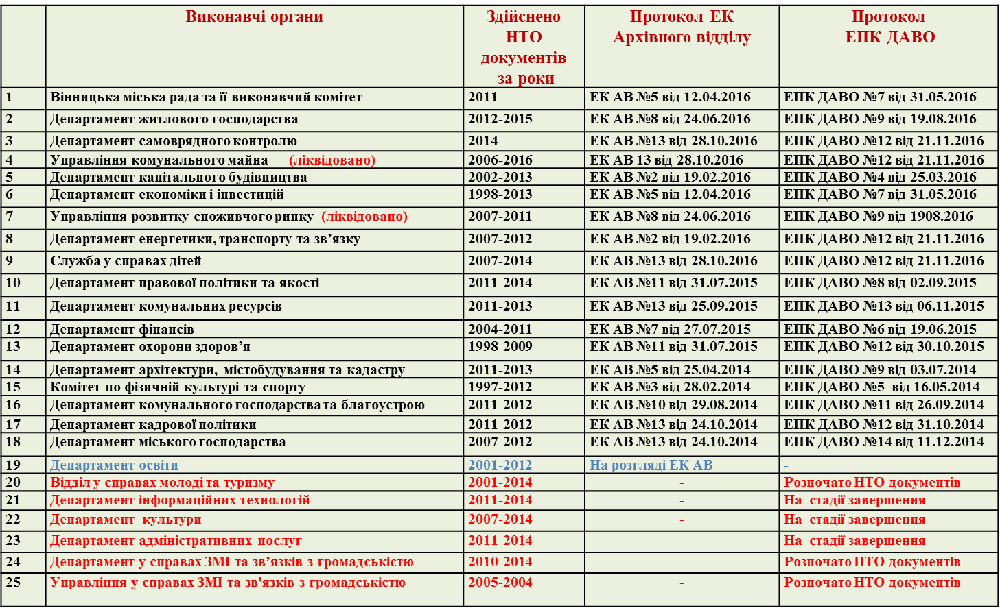 Виконавчі органи
Здійснено
НТО
документів
за роки
Протокол ЕК
Архівного відділу
Протокол
ЕПК ДАВО
1 Вінницька міська рада та її виконавчий комітет 2011 ЕК АВ №5 від 12.04.2016 ЕПК ДАВО №7 від 31.05.2016
2 Департамент житлового господарства 2012-2015 ЕК АВ №8 від 24.06.2016 ЕПК ДАВО №9 від 19.08.2016
3 Департамент самоврядного контролю 2014 ЕК АВ №13 від 28.10.2016 ЕПК ДАВО №12 від 21.11.2016
4 Управління комунального майна (ліквідовано) 2006-2016 ЕК АВ 13 від 28.10.2016 ЕПК ДАВО №12 від 21.11.2016
5 Департамент капітального будівництва 2002-2013 ЕК АВ №2 від 19.02.2016 ЕПК ДАВО №4 від 25.03.2016
6 Департамент економіки і інвестицій 1998-2013 ЕК АВ №5 від 12.04.2016 ЕПК ДАВО №7 від 31.05.2016
7 Управління розвитку споживчого ринку (ліквідовано) 2007-2011 ЕК АВ №8 від 24.06.2016 ЕПК ДАВО №9 від 1908.2016
8 Департамент енергетики, транспорту та зв’язку 2007-2012 ЕК АВ №2 від 19.02.2016 ЕПК ДАВО №12 від 21.11.2016
9 Служба у справах дітей 2007-2014 ЕК АВ №13 від 28.10.2016 ЕПК ДАВО №12 від 21.11.2016
10 Департамент правової політики та якості 2011-2014 ЕК АВ №11 від 31.07.2015 ЕПК ДАВО №8 від 02.09.2015
11 Департамент комунальних ресурсів 2011-2013 ЕК АВ №13 від 25.09.2015 ЕПК ДАВО №13 від 06.11.2015
12 Департамент фінансів 2004-2011 ЕК АВ №7 від 27.07.2015 ЕПК ДАВО №6 від 19.06.2015
13 Департамент охорони здоров’я 1998-2009 ЕК АВ №11 від 31.07.2015 ЕПК ДАВО №12 від 30.10.2015
14 Департамент архітектури, містобудування та кадастру 2011-2013 ЕК АВ №5 від 25.04.2014 ЕПК ДАВО №9 від 03.07.2014
15 Комітет по фізичній культурі та спорту 1997-2012 ЕК АВ №3 від 28.02.2014 ЕПК ДАВО №5 від 16.05.2014
16 Департамент комунального господарства та благоустрою 2011-2012 ЕК АВ №10 від 29.08.2014 ЕПК ДАВО №11 від 26.09.2014
17 Департамент кадрової політики 2011-2012 ЕК АВ №13 від 24.10.2014 ЕПК ДАВО №12 від 31.10.2014
18 Департамент міського господарства 2007-2012 ЕК АВ №13 від 24.10.2014 ЕПК ДАВО №14 від 11.12.2014
19 Департамент освіти 2001-2012 На розгляді ЕК АВ -
20 Відділ у справах молоді та туризму 2001-2014 - Розпочато НТО документів
21 Департамент інформаційних технологій 2011-2014 - На стадії завершення
22 Департамент культури 2007-2014 - На стадії завершення
23 Департамент адміністративних послуг 2011-2014 - На стадії завершення
24 Департамент у справах ЗМІ та зв’язків з громадськістю 2010-2014 - Розпочато НТО документів
25 Управління у справах ЗМІ та зв'язків з громадськістю 2005-2004 - Розпочато НТО документів